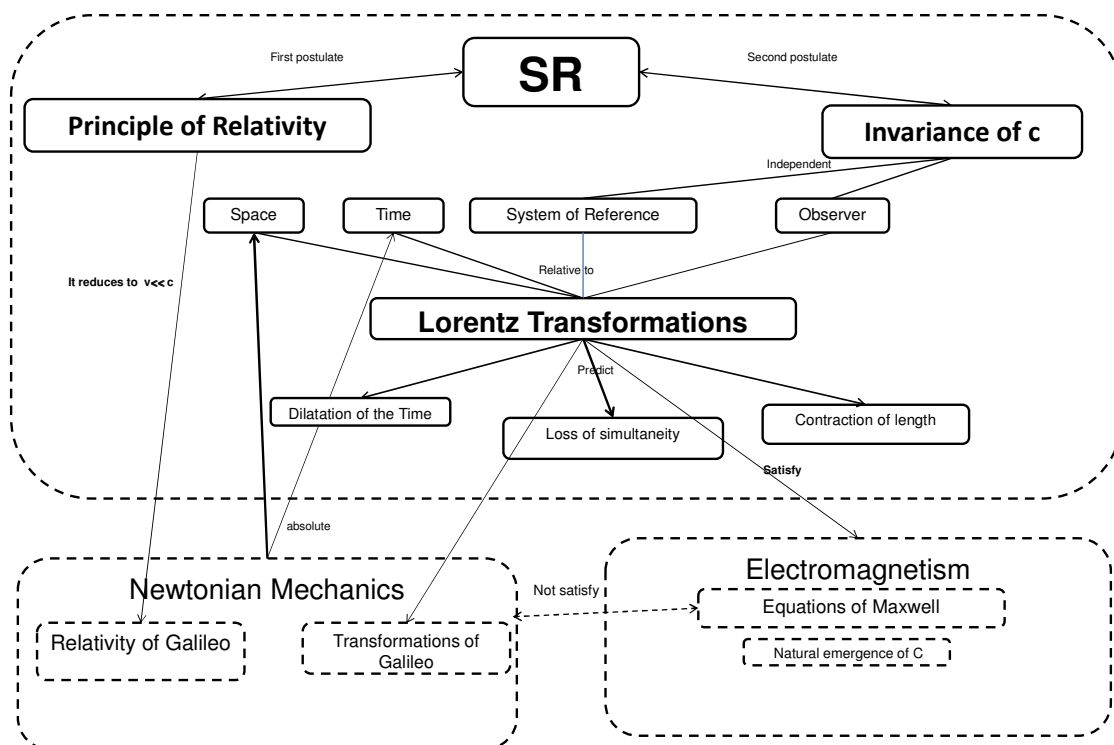 First postulate
SR
Second postulate
Principle of Relativity
Invariance of c
Independent
Space
Time
System of Reference
Observer
Relative to
It reduces to v<< c
Lorentz Transformations
Predict
Dilatation of the Time
Loss of simultaneity
Contraction of length
Satisfy
absolute
Newtonian Mechanics
Relativity of Galileo
Transformations of
Galileo
Not satisfy
Electromagnetism
Equations of Maxwell
Natural emergence of C